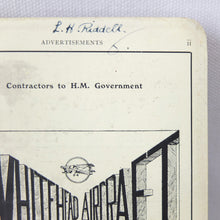 L. H. Riddell.
ADVERTISEMENTS ii
Contractors to H.M. Government
WHITEHEAD AIRCRAFT